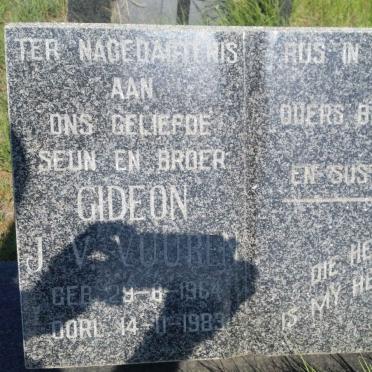 TER NAGEDAGTENIS
AAN
ONS GELIEFDE
SEUN EN BROER
GIDEON
J. V. VUUREN
GEB. 29-8-1964
OORL. 14-11-1983
RUS IN
OUERS B
EN SUS
DIE HE
IS MY HE